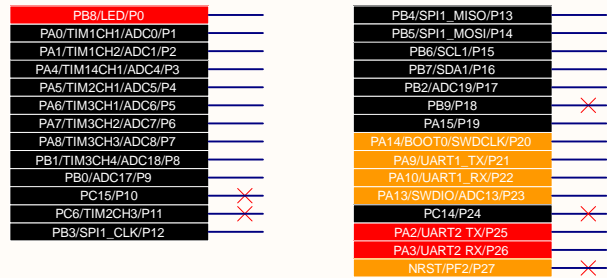 PB8/LED/P0
PA0/TIM1CH1/ADC0/P1
PA1/TIM1CH2/ADC1/P2
PA4/TIM14CH1/ADC4/P3
PA5/TIM2CH1/ADC5/P4
PA6/TIM3CH1/ADC6/P5
PA7/TIM3CH2/ADC7/P6
PA8/TIM3CH3/ADC8/P7
PB1/TIM3CH4/ADC18/P8
PB0/ADC17/P9
PC15/P10
PC6/TIM2CH3/P11
PB3/SPI1_CLK/P12
PB4/SPI1_MISO/P13
PB5/SPI1_MOSI/P14
PB6/SCL1/P15
PB7/SDA1/P16
PB2/ADC19/P17
PB9/P18
PA15/P19
PA14/BOOT0/SWDCLK/P20
PA9/UART1_TX/P21
PA10/UART1_RX/P22
PA13/SWDIO/ADC13/P23
PC14/P24
PA2/UART2 TX/P25
PA3/UART2 RX/P26
NRST/PF2/P27